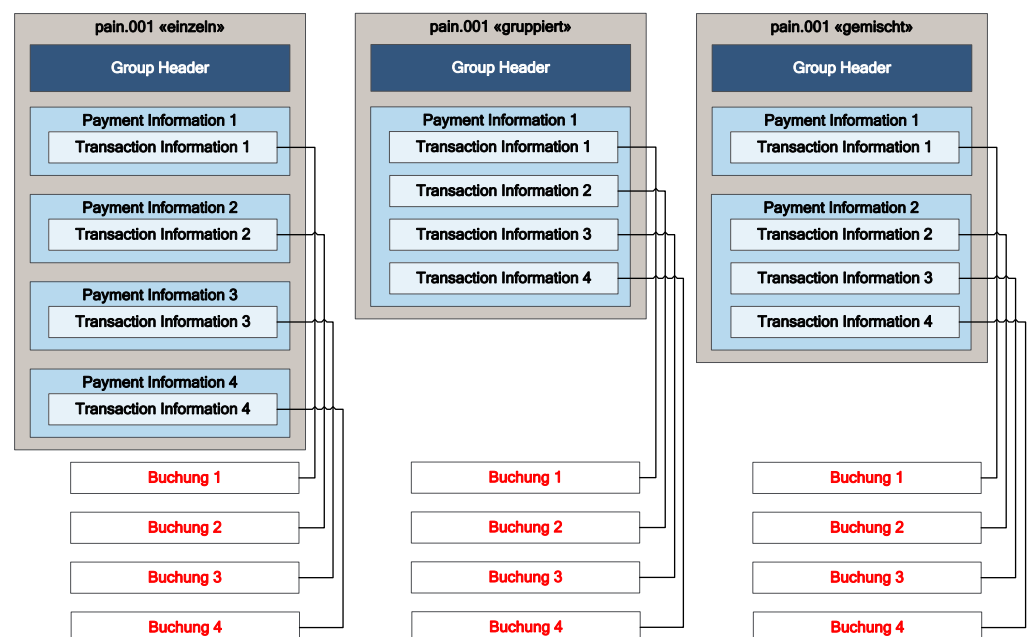 pain.001 «einzeln»
Group Header
Payment Information 1
Transaction Information 1
Payment Information 2
Transaction Information 2
Payment Information 3
Transaction Information 3
Payment Information 4
Transaction Information 4
Buchung 1
Buchung 2
Buchung 3
Buchung 4
pain.001 «gruppiert»
Group Header
Payment Information 1
Transaction Information 1
Transaction Information 2
Transaction Information 3
Transaction Information 4
Buchung 1
Buchung 2
Buchung 3
Buchung 4
pain.001 «gemischt»
Group Header
Payment Information 1
Transaction Information 1
Payment Information 2
Transaction Information 2
Transaction Information 3
Transaction Information 4
Buchung 1
Buchung 2
Buchung 3
Buchung 4